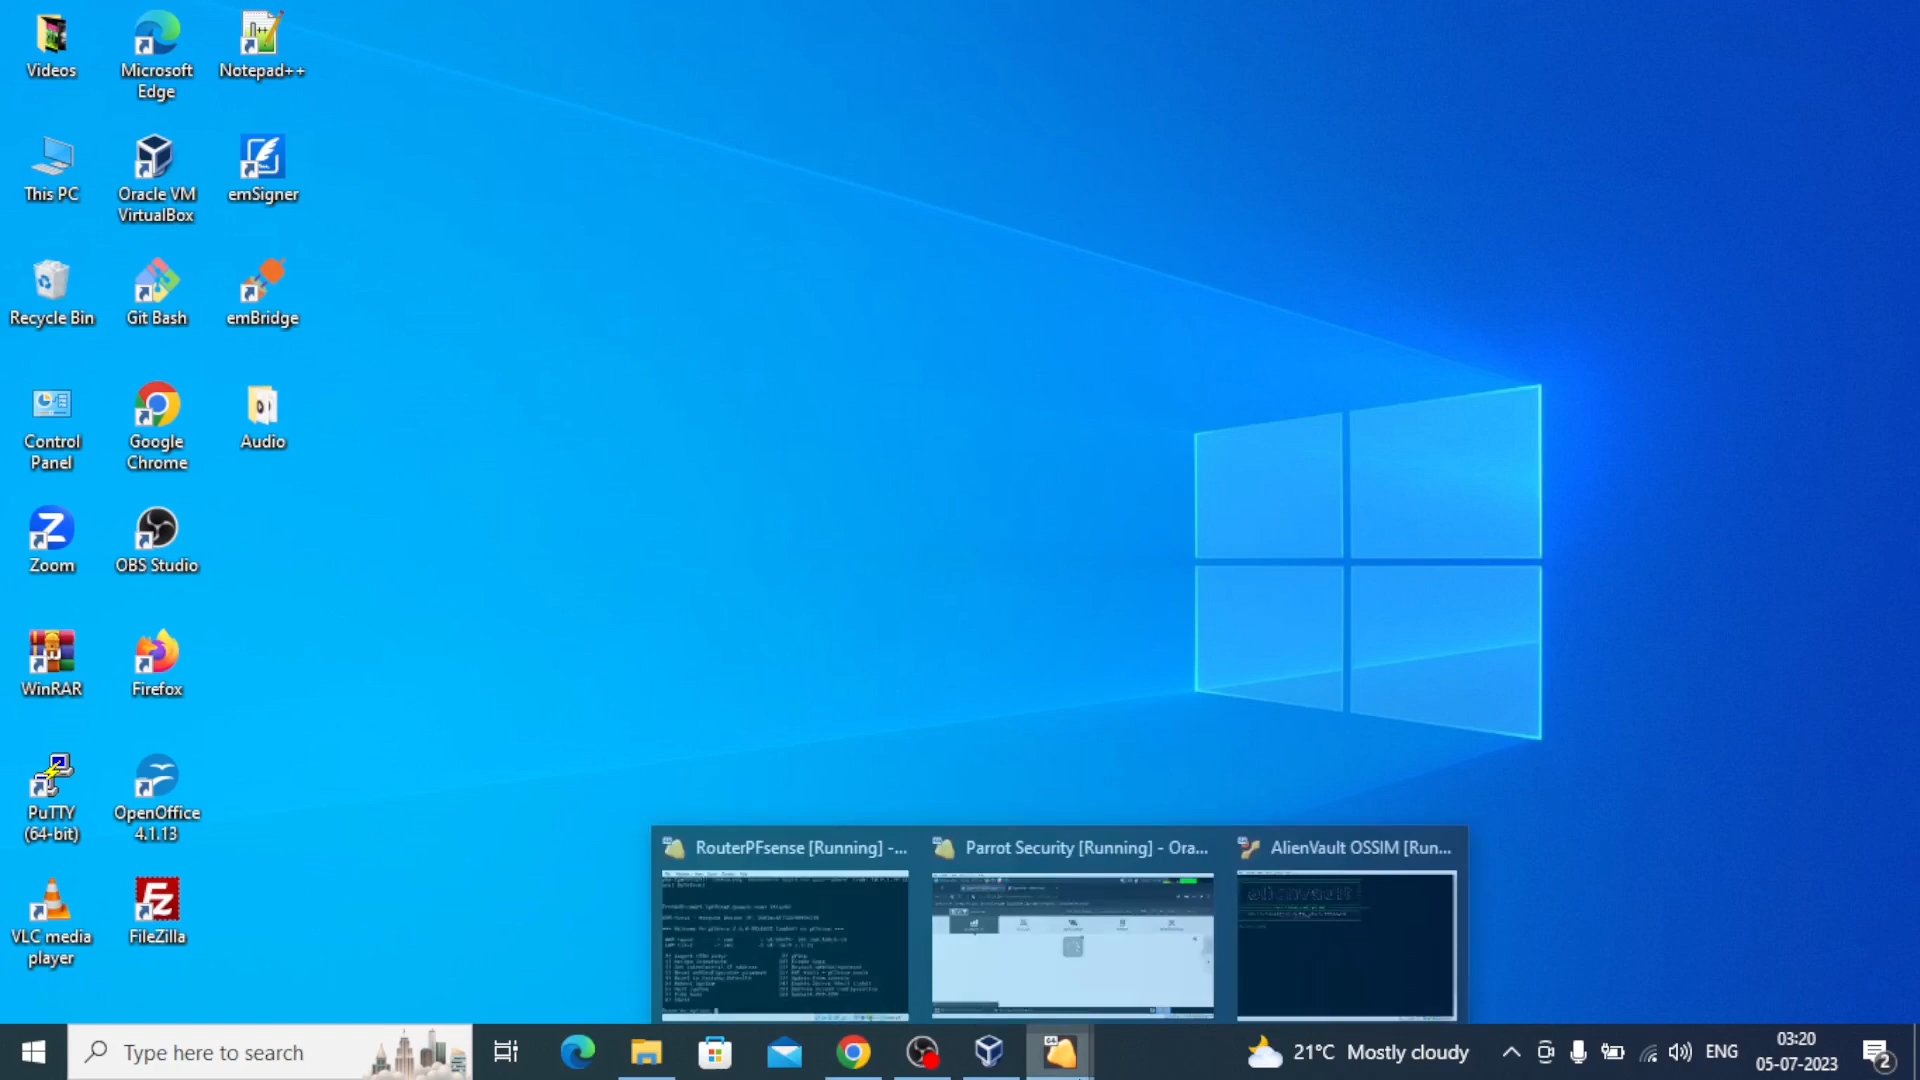 Videos
Microsoft
Edge
Notepad++
This PC
Oracle VM
VirtualBox
emSigner
Recycle Bin
Git Bash
emBridge
Control
Panel
Google
Chrome
Audio
Zoom
OBS Studio
WinRAR
Firefox
PuTTY
(64-bit)
OpenOffice
4.1.13
VLC media
player
FileZilla
RouterPFsense [Running] -...
Parrot Security [Running] - Ora...
AlienVault OSSIM [Run...
alienvault
Type here to search
64
21°C Mostly cloudy
ENG
03:20
05-07-2023
2